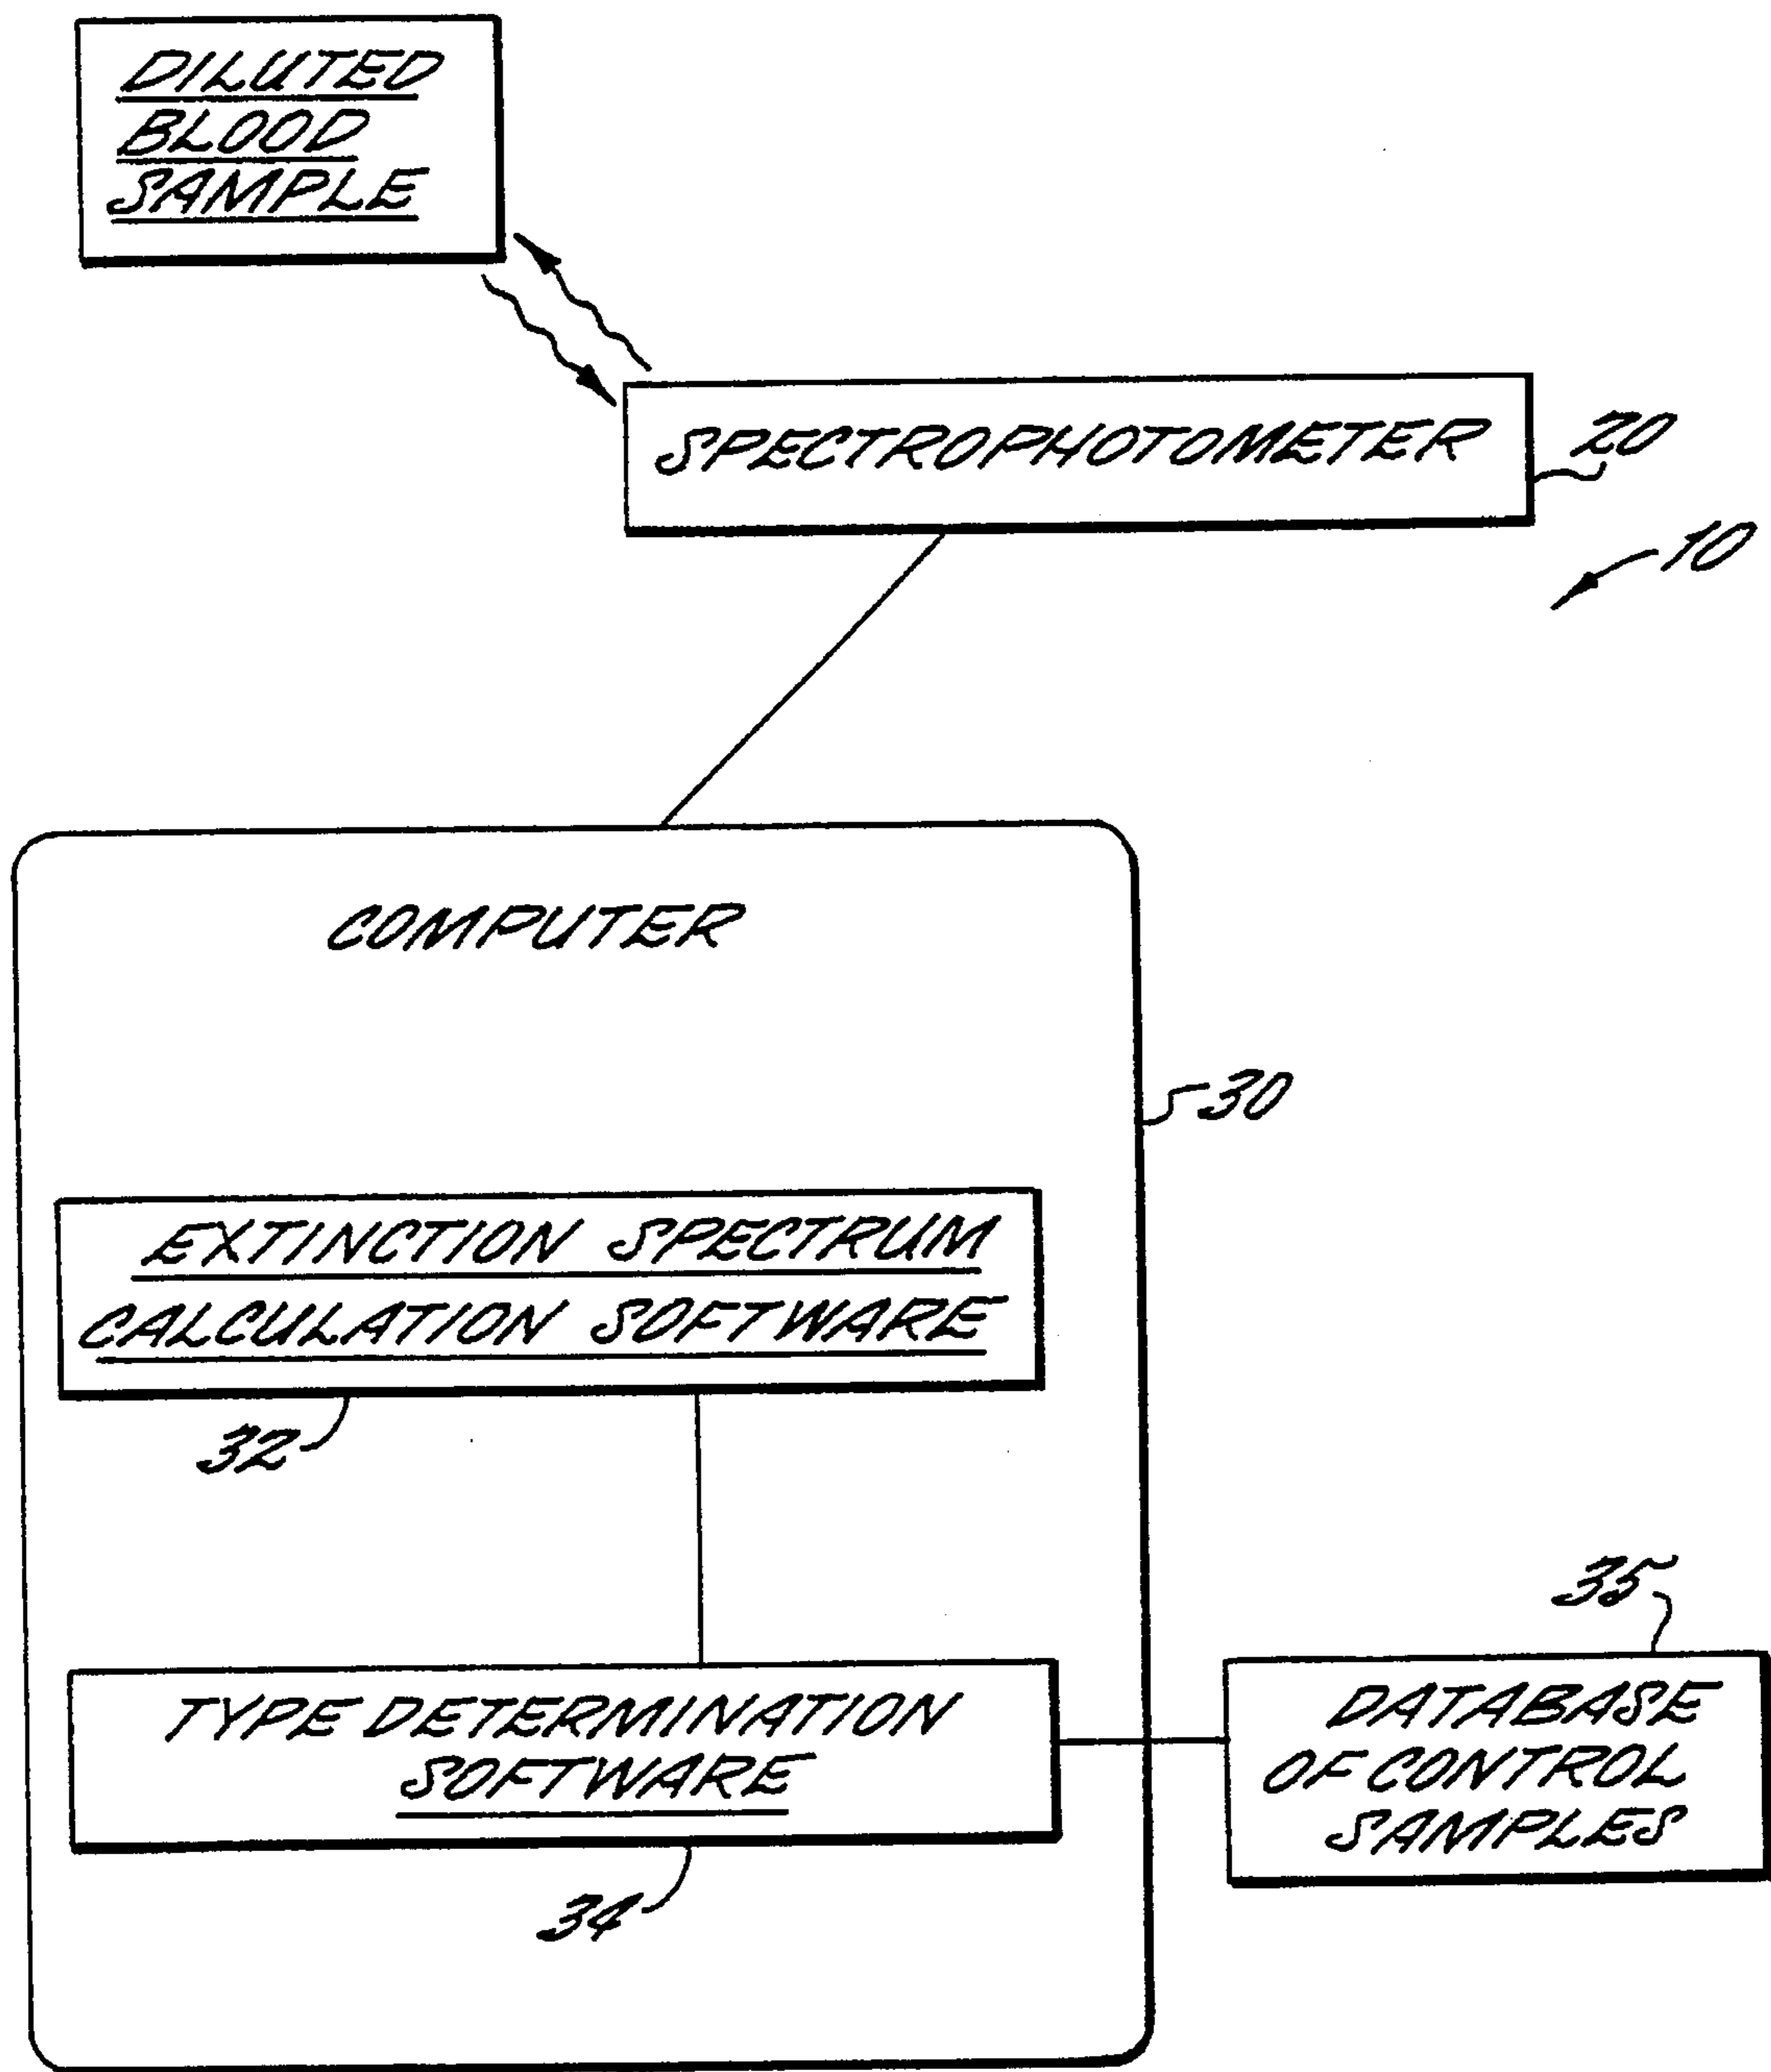 DILUTED
BLOOD
SAMPLE
SPECTROPHOTOMETER
20
10
COMPUTER
30
EXTINCTION SPECTRUM
CALCULATION SOFTWARE
32
TYPE DETERMINATION
SOFTWARE
34
35
DATABASE
OF CONTROL
SAMPLES